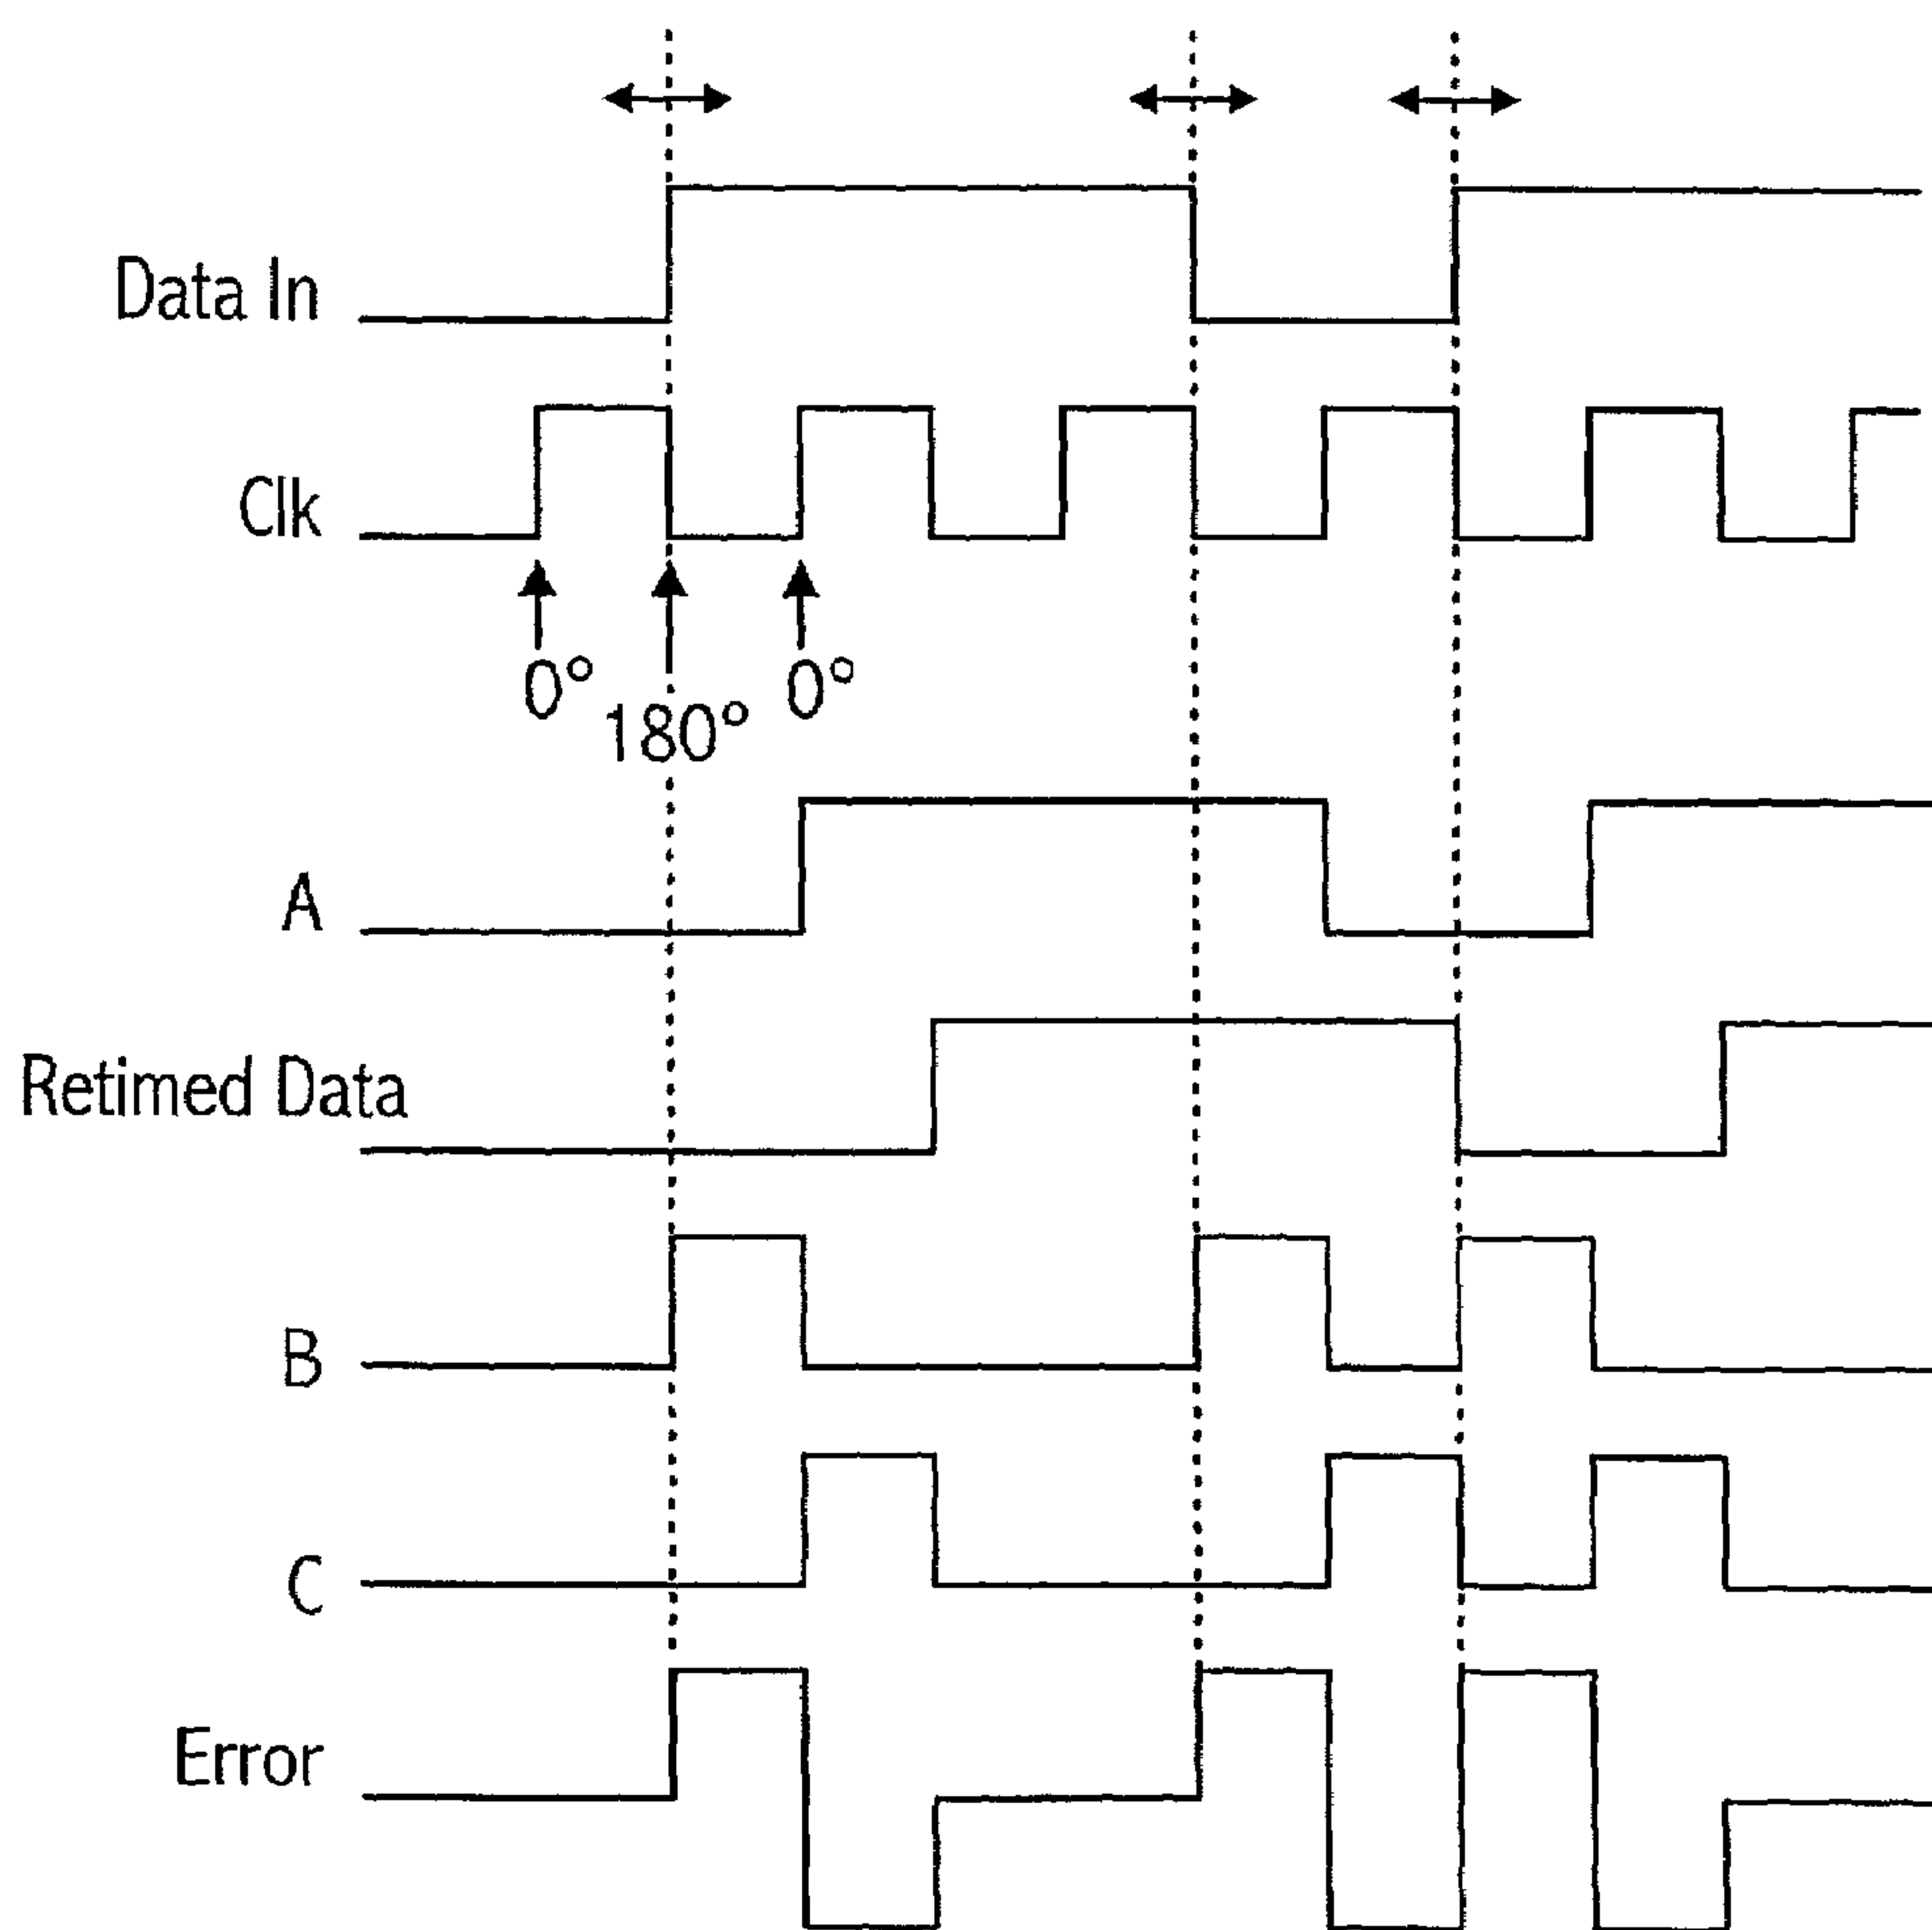 Data In
Clk
0°
180°
0°
A
Retimed Data
B
C
Error